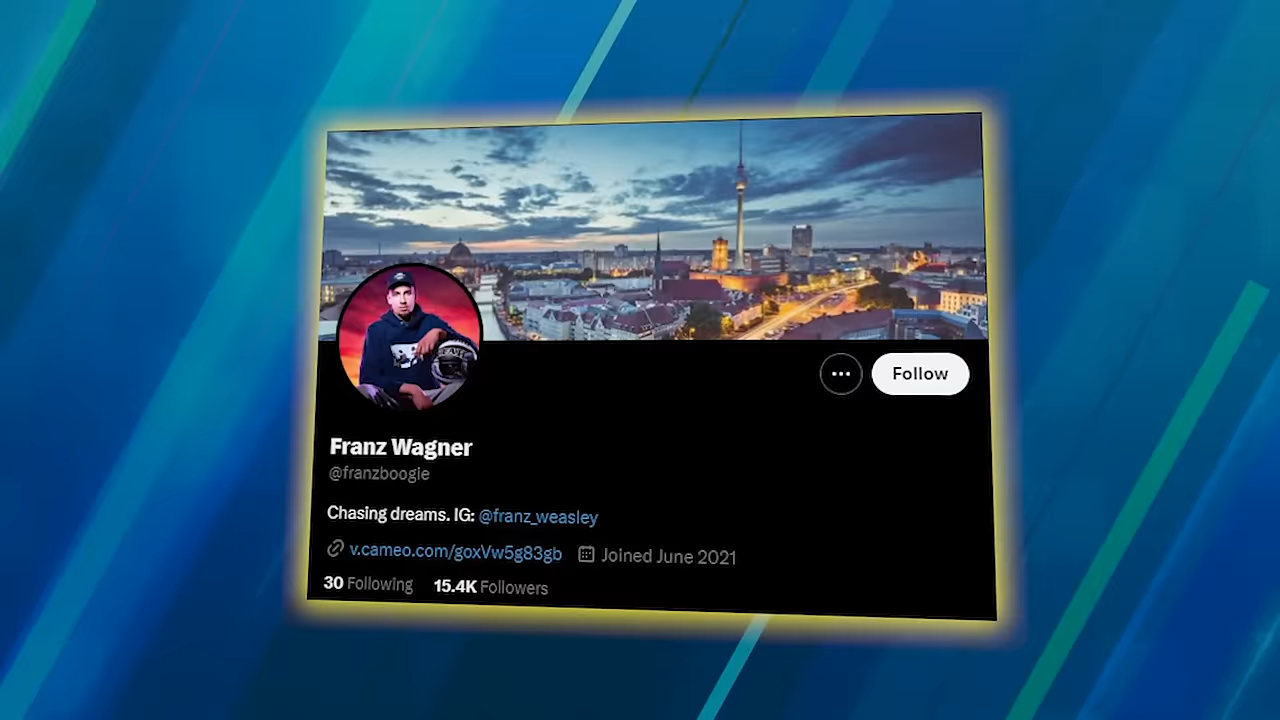 Follow
Franz Wagner
@franzboogie
Chasing dreams. IG: @franz_weasley
v.cameo.com/goxVw5g83gb Joined June 2021
30 Following 15.4K Followers